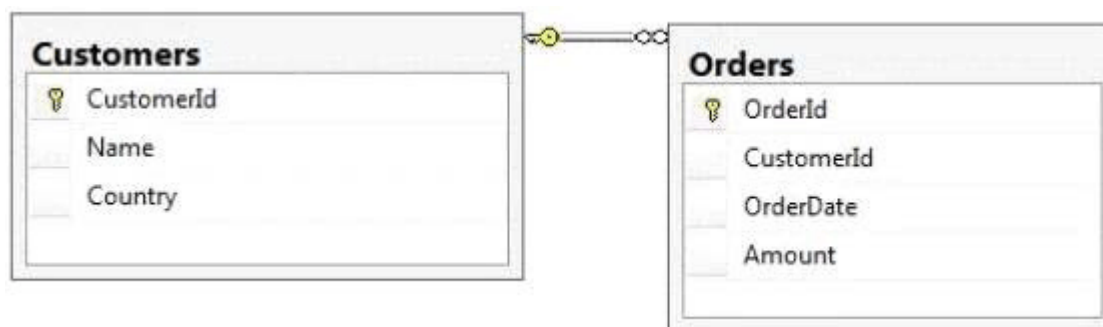 Customers
CustomerId
Name
Country
Orders
OrderId
CustomerId
OrderDate
Amount